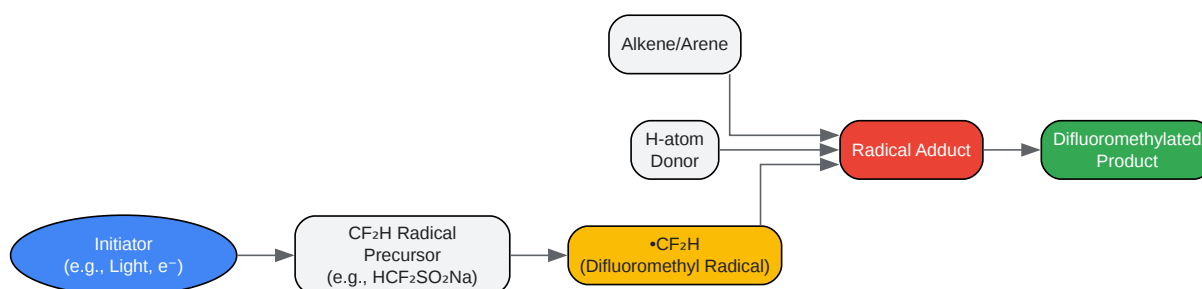 Alkene/Arene
H-atom
Donor
Radical Adduct
Difluoromethylated
Product
Initiator
(e.g., Light, e⁻)
CF₂H Radical
Precursor
(e.g., HCF₂SO₂Na)
•CF₂H
(Difluoromethyl Radical)